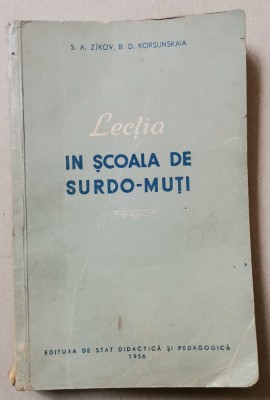 S. A. ZÎKOV, B. D. KORSUNSKAIA
Lecția
IN ȘCOALA DE
SURDO-MUȚI
EDITURA DE STAT DIDACTICĂ ȘI PEDAGOGICĂ
1956